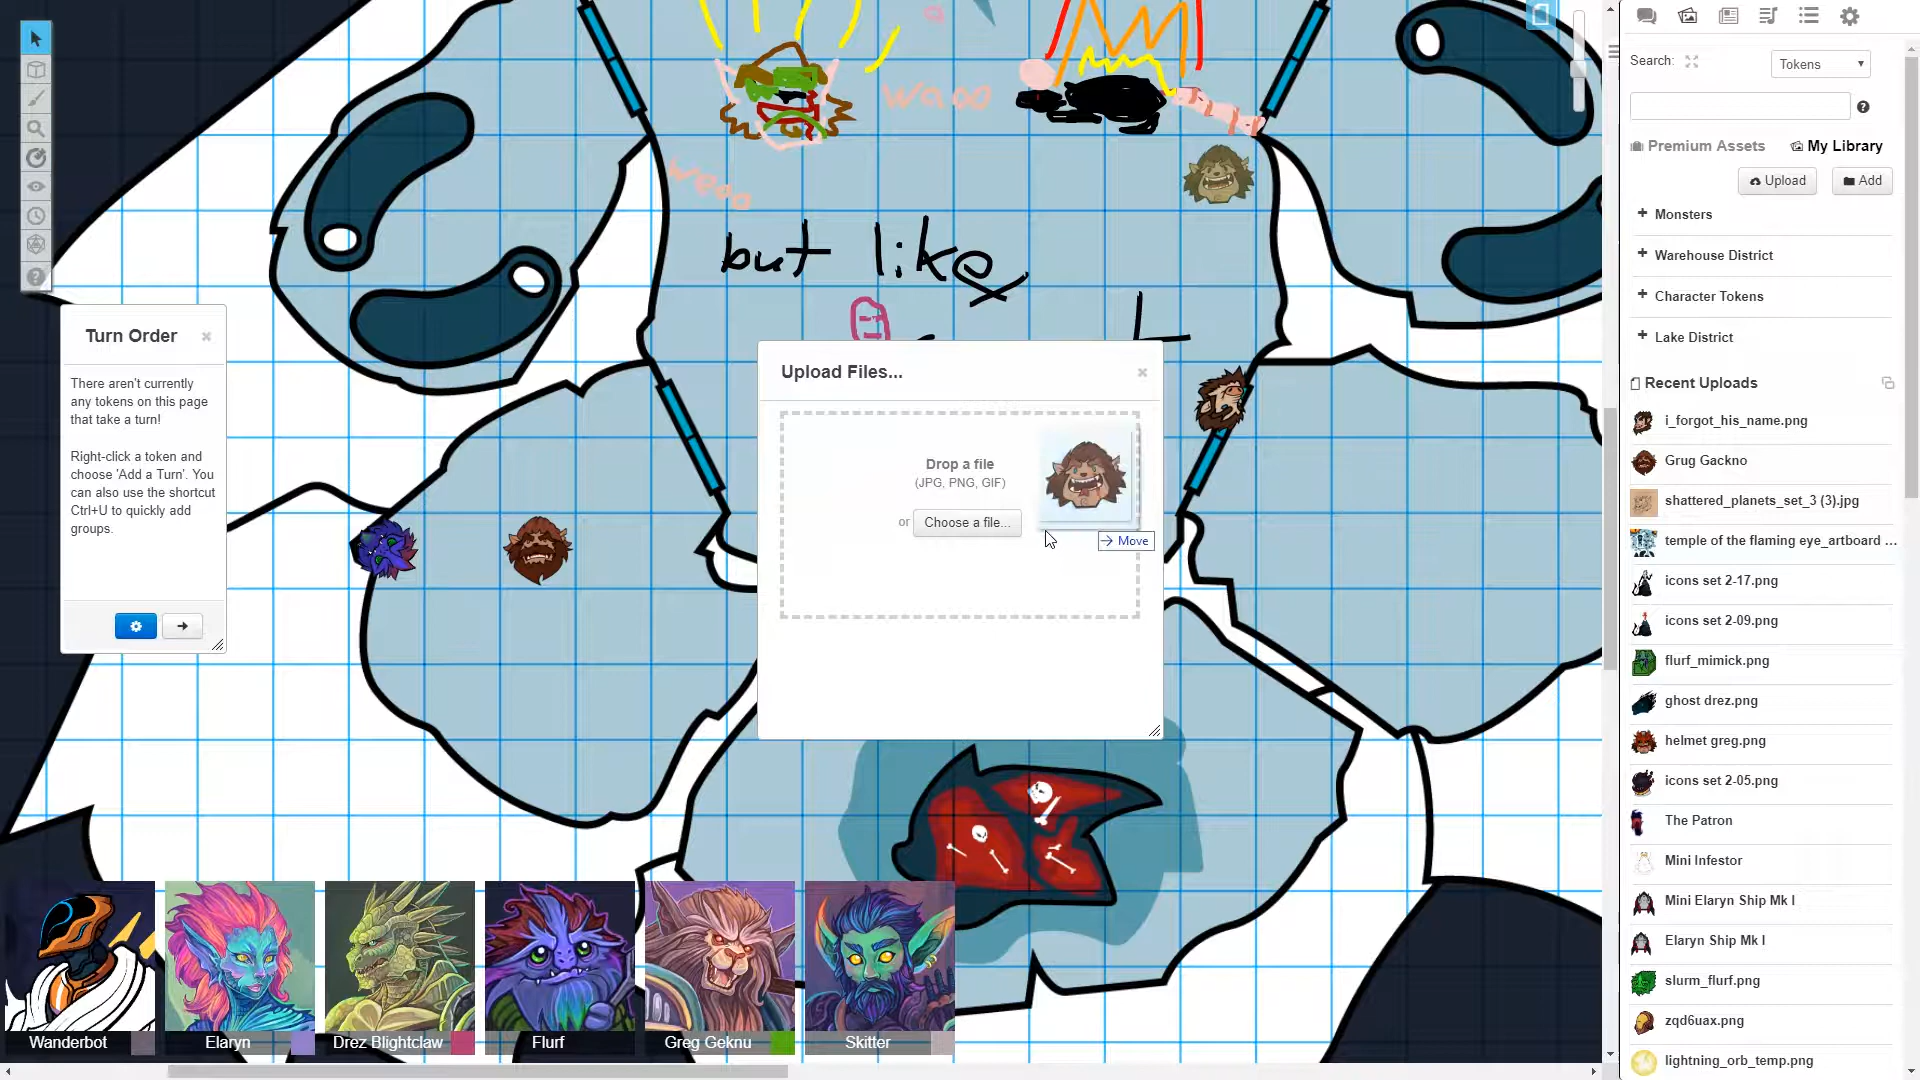 Search:
Tokens
Premium Assets
My Library
Upload
Add
Monsters
Warehouse District
Character Tokens
Lake District
Recent Uploads
i_forgot_his_name.png
Grug Gackno
shattered_planets_set_3 (3).jpg
temple of the flaming eye_artboard ...
icons set 2-17.png
icons set 2-09.png
flurf_mimick.png
ghost drez.png
helmet greg.png
icons set 2-05.png
The Patron
Mini Infestor
Mini Elaryn Ship Mk I
Elaryn Ship Mk I
slurm_flurf.png
zqd6uax.png
lightning_orb_temp.png
waoo
weoo
but like
Turn Order
There aren't currently
any tokens on this page
that take a turn!
Right-click a token and
choose 'Add a Turn'. You
can also use the shortcut
Ctrl+U to quickly add
groups.
Upload Files...
Drop a file
(JPG, PNG, GIF)
or Choose a file...
Move
Wanderbot
Elaryn
Drez Blightclaw
Flurf
Greg Geknu
Skitter